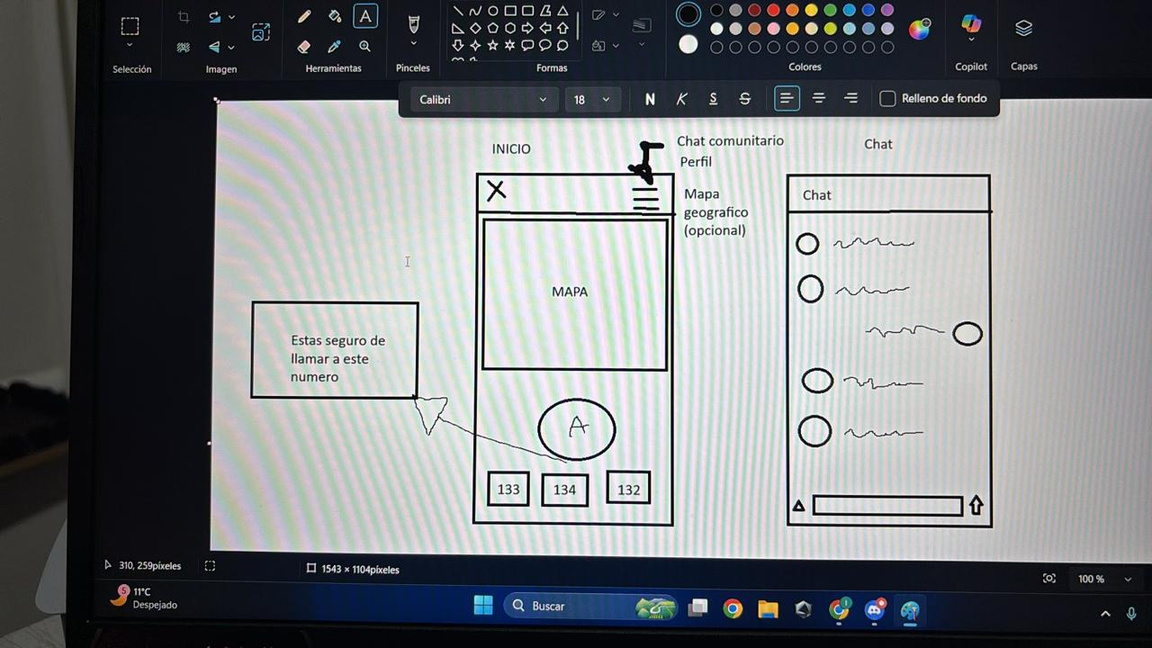 Selección
Imagen
Herramientas
A
Pinceles
Formas
Colores
Copilot
Capas
Calibri
18
N
K
S
S
Relleno de fondo
INICIO
Chat comunitario
Perfil
Mapa
geografico
(opcional)
X
MAPA
A
133
134
132
Estas seguro de
llamar a este
numero
Chat
Chat
310, 259píxeles
1543 × 1104píxeles
100 %
5
11°C
Despejado
Buscar